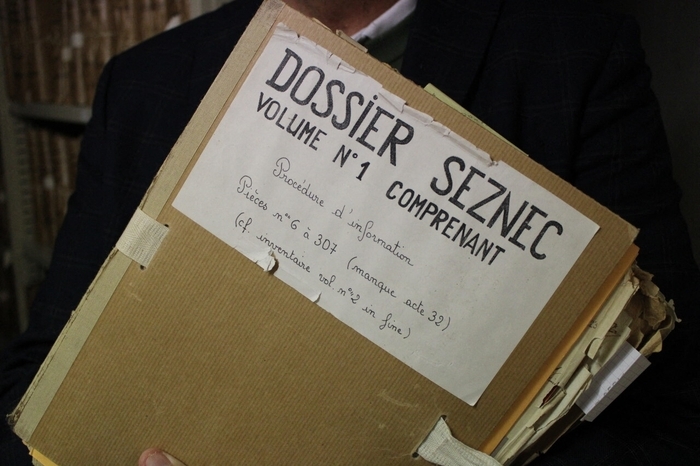 DOSSiER SEZNEC
VOLUME N°1 COMPRENANT
Procédure d'information
Pièces n°s 6 à 307 (manque acte 32)
(cf. inventaire vol. n°2 in fine)